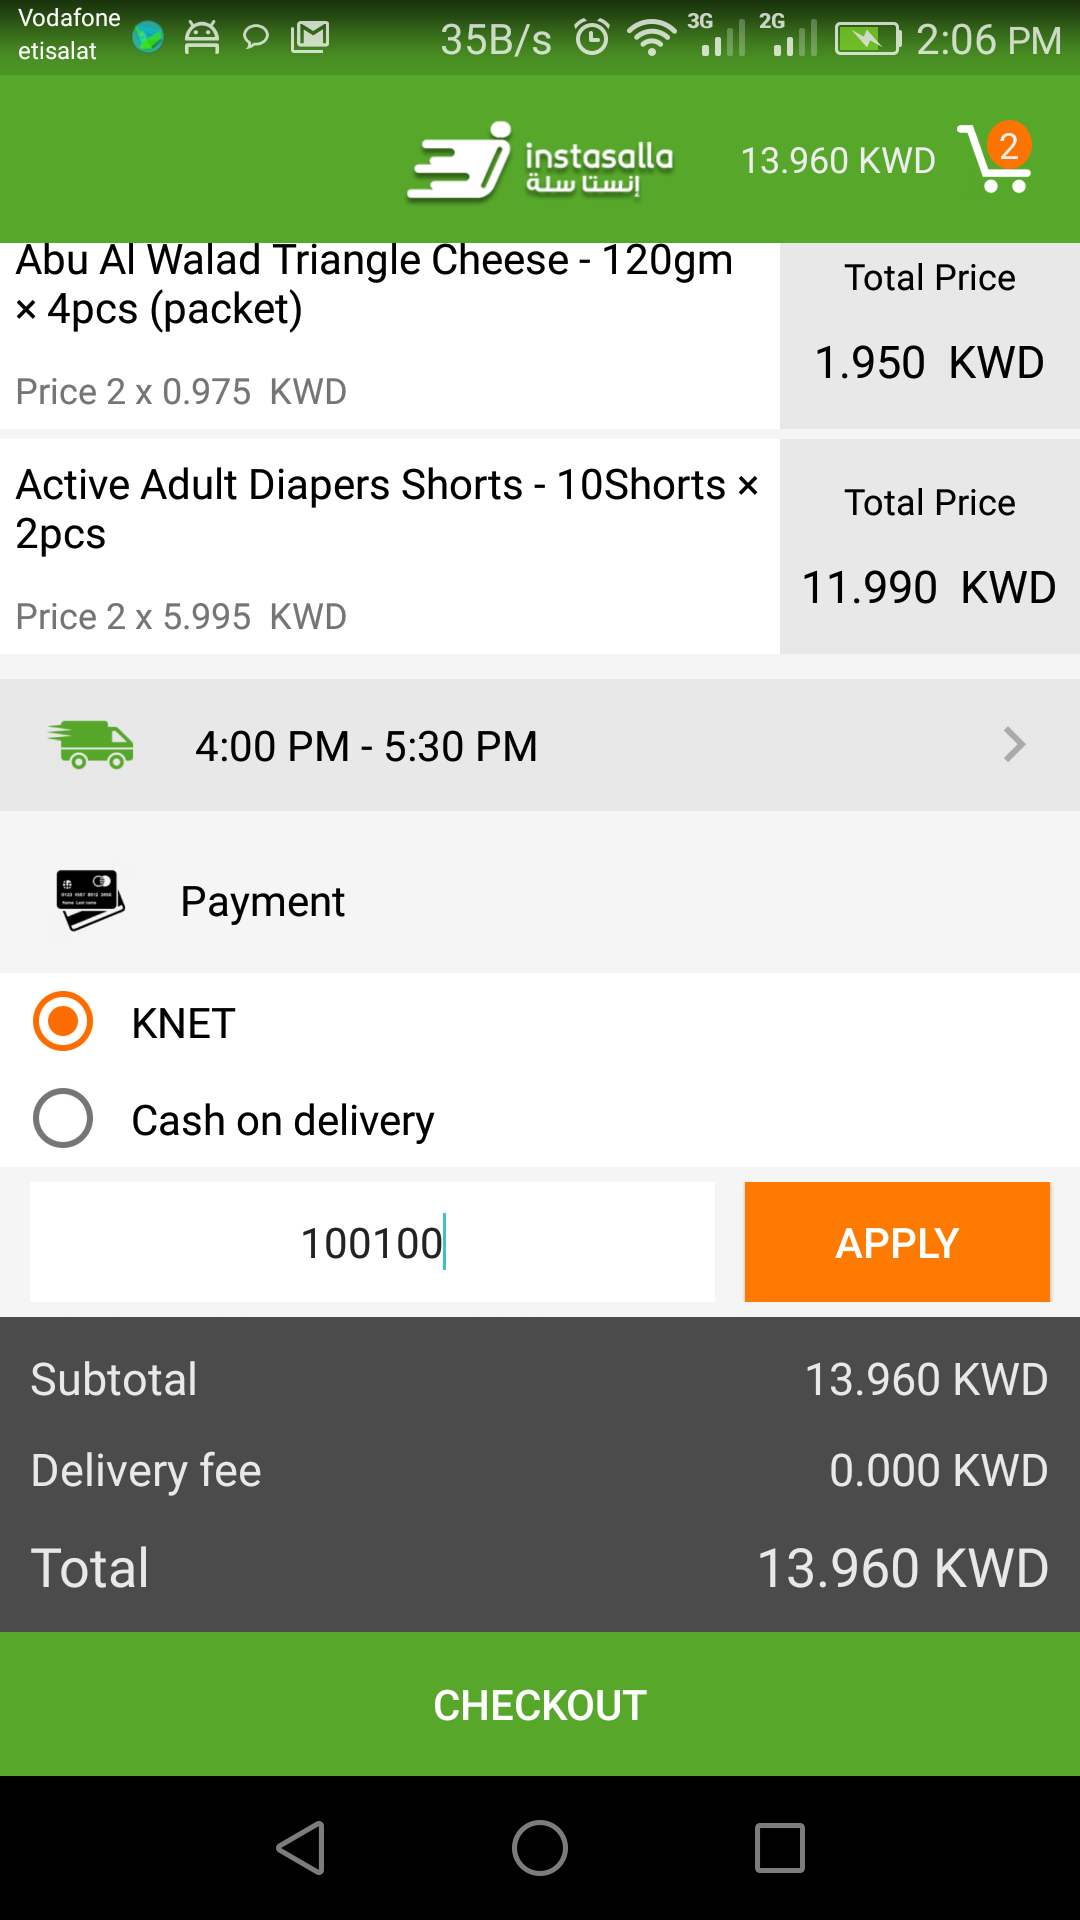 Vodafone
etisalat
35B/s 3G 2G 2:06 PM
instasalla
إنستا سلة
13.960 KWD
2
Abu Al Walad Triangle Cheese - 120gm
× 4pcs (packet)
Price 2 x 0.975 KWD
Total Price
1.950 KWD
Active Adult Diapers Shorts - 10Shorts ×
2pcs
Price 2 x 5.995 KWD
Total Price
11.990 KWD
4:00 PM - 5:30 PM
Payment
KNET
Cash on delivery
100100
APPLY
Subtotal 13.960 KWD
Delivery fee 0.000 KWD
Total 13.960 KWD
CHECKOUT